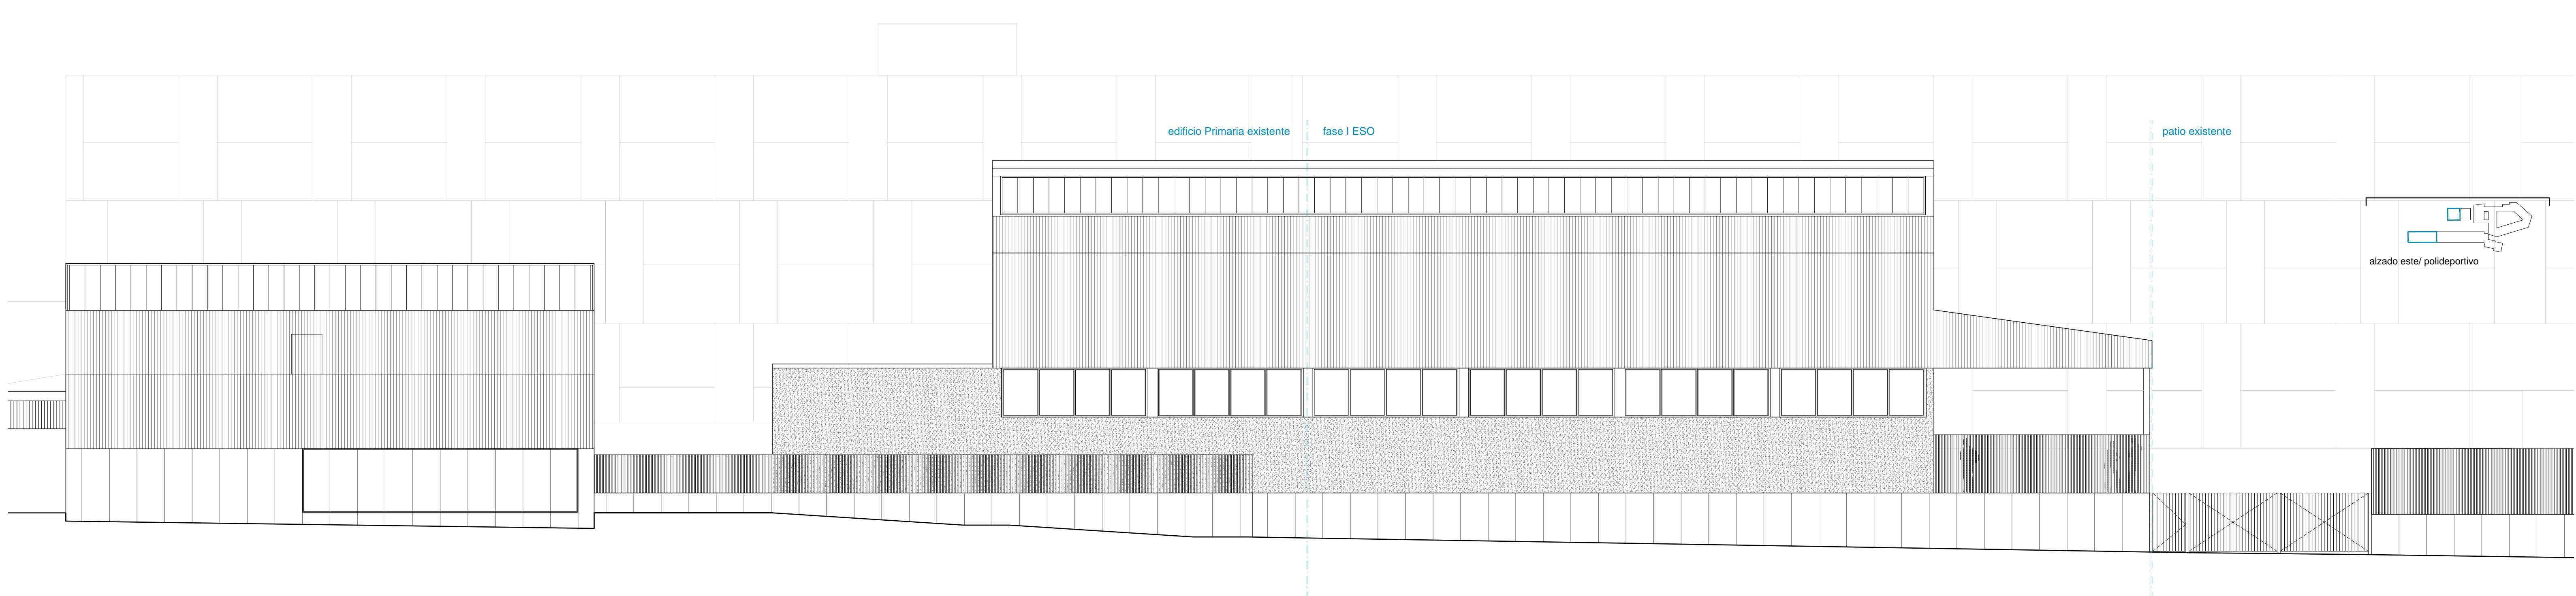 edificio Primaria existente
fase I ESO
patio existente
alzado este/ polideportivo